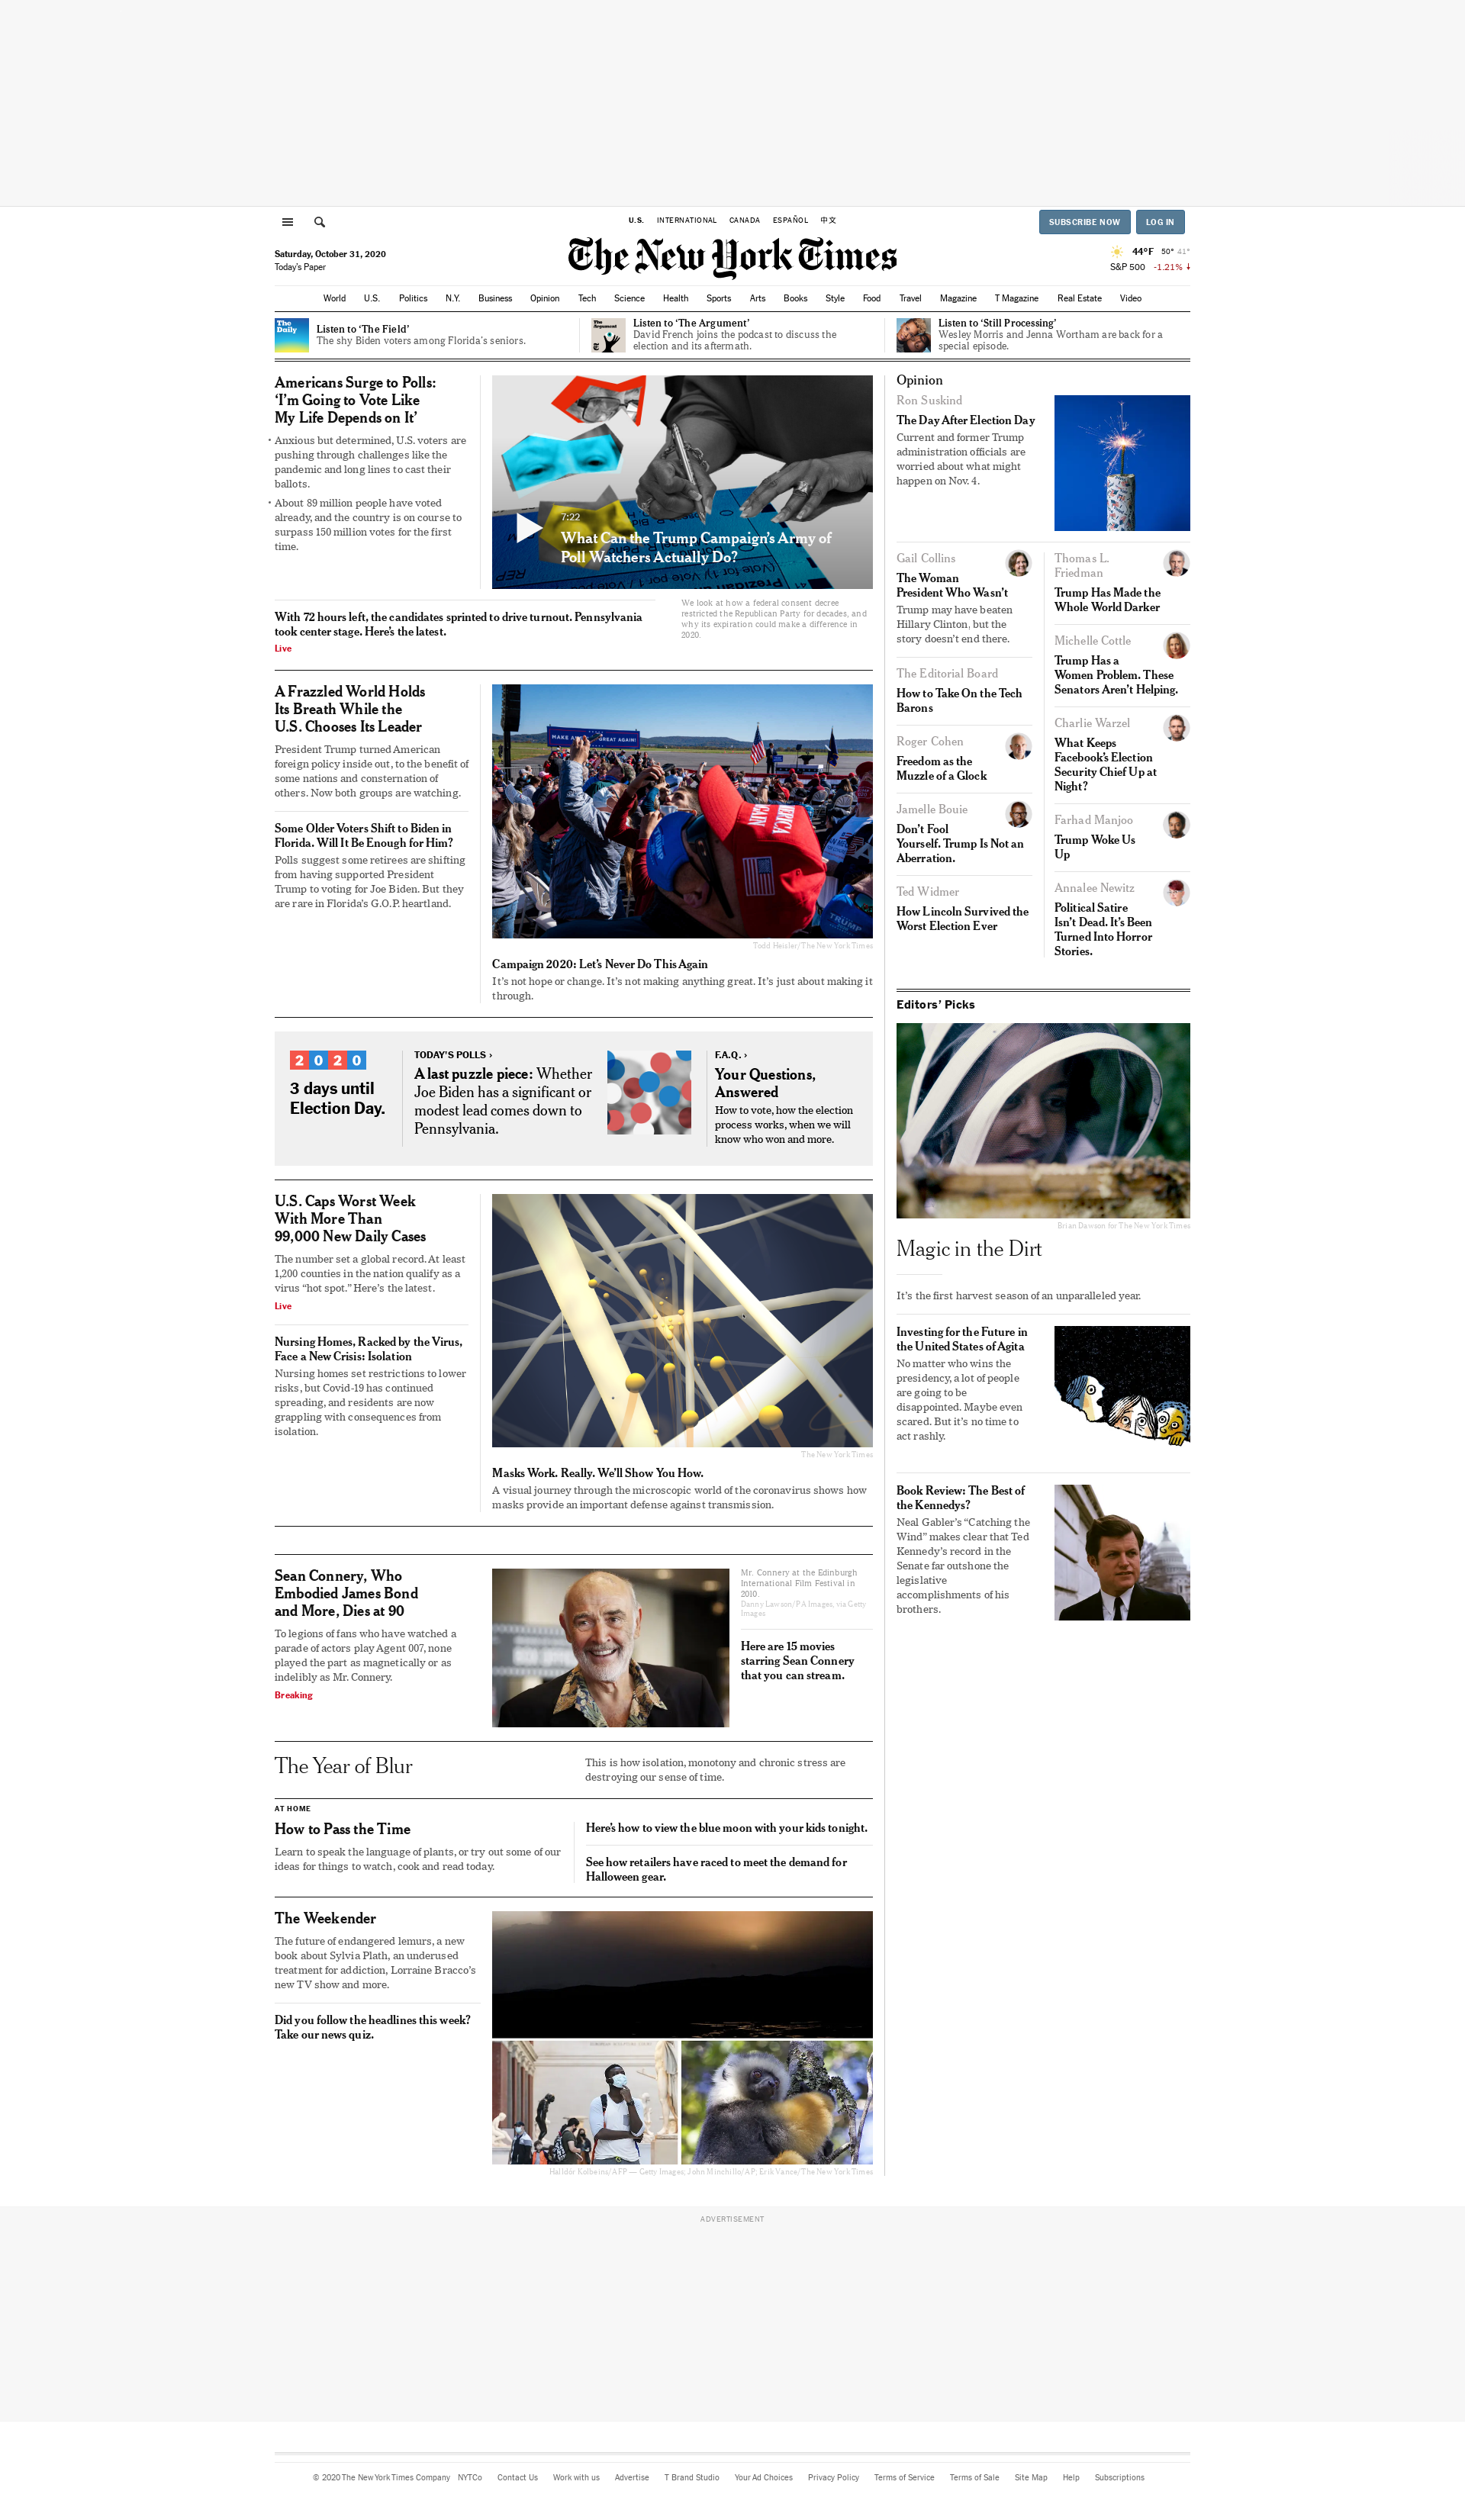 U.S. INTERNATIONAL CANADA ESPAÑOL 中文
SUBSCRIBE NOW LOG IN
The New York Times
Saturday, October 31, 2020
Today's Paper
44°F 50° 41°
S&P 500 -1.21% ↓
World U.S. Politics N.Y. Business Opinion Tech Science Health Sports Arts Books Style Food Travel Magazine T Magazine Real Estate Video
The
Daily
Listen to ‘The Field’
The shy Biden voters among Florida's seniors.
The
Argument
Listen to ‘The Argument’
David French joins the podcast to discuss the
election and its aftermath.
Listen to ‘Still Processing’
Wesley Morris and Jenna Wortham are back for a
special episode.
Americans Surge to Polls:
‘I’m Going to Vote Like
My Life Depends on It’
• Anxious but determined, U.S. voters are
pushing through challenges like the
pandemic and long lines to cast their
ballots.
• About 89 million people have voted
already, and the country is on course to
surpass 150 million votes for the first
time.
7:22
What Can the Trump Campaign’s Army of
Poll Watchers Actually Do?
With 72 hours left, the candidates sprinted to drive turnout. Pennsylvania
took center stage. Here’s the latest.
Live
We look at how a federal consent decree
restricted the Republican Party for decades, and
why its expiration could make a difference in
2020.
A Frazzled World Holds
Its Breath While the
U.S. Chooses Its Leader
President Trump turned American
foreign policy inside out, to the benefit of
some nations and consternation of
others. Now both groups are watching.
Some Older Voters Shift to Biden in
Florida. Will It Be Enough for Him?
Polls suggest some retirees are shifting
from having supported President
Trump to voting for Joe Biden. But they
are rare in Florida’s G.O.P. heartland.
MAKE AMERICA GREAT AGAIN!
Todd Heisler/The New York Times
Campaign 2020: Let’s Never Do This Again
It’s not hope or change. It’s not making anything great. It’s just about making it
through.
2020
3 days until
Election Day.
TODAY’S POLLS ›
A last puzzle piece: Whether
Joe Biden has a significant or
modest lead comes down to
Pennsylvania.
F.A.Q. ›
Your Questions,
Answered
How to vote, how the election
process works, when we will
know who won and more.
U.S. Caps Worst Week
With More Than
99,000 New Daily Cases
The number set a global record. At least
1,200 counties in the nation qualify as a
virus “hot spot.” Here’s the latest.
Live
Nursing Homes, Racked by the Virus,
Face a New Crisis: Isolation
Nursing homes set restrictions to lower
risks, but Covid-19 has continued
spreading, and residents are now
grappling with consequences from
isolation.
The New York Times
Masks Work. Really. We’ll Show You How.
A visual journey through the microscopic world of the coronavirus shows how
masks provide an important defense against transmission.
Sean Connery, Who
Embodied James Bond
and More, Dies at 90
To legions of fans who have watched a
parade of actors play Agent 007, none
played the part as magnetically or as
indelibly as Mr. Connery.
Breaking
Mr. Connery at the Edinburgh
International Film Festival in
2010.
Danny Lawson/PA Images, via Getty
Images
Here are 15 movies
starring Sean Connery
that you can stream.
The Year of Blur
This is how isolation, monotony and chronic stress are
destroying our sense of time.
AT HOME
How to Pass the Time
Learn to speak the language of plants, or try out some of our
ideas for things to watch, cook and read today.
Here’s how to view the blue moon with your kids tonight.
See how retailers have raced to meet the demand for
Halloween gear.
The Weekender
The future of endangered lemurs, a new
book about Sylvia Plath, an underused
treatment for addiction, Lorraine Bracco’s
new TV show and more.
Did you follow the headlines this week?
Take our news quiz.
Halldor Kolbeins/AFP — Getty Images; John Minchillo/AP; Erik Vance/The New York Times
Opinion
Ron Suskind
The Day After Election Day
Current and former Trump
administration officials are
worried about what might
happen on Nov. 4.
Gail Collins
The Woman
President Who Wasn’t
Trump may have beaten
Hillary Clinton, but the
story doesn’t end there.
The Editorial Board
How to Take On the Tech
Barons
Roger Cohen
Freedom as the
Muzzle of a Glock
Jamelle Bouie
Don’t Fool
Yourself. Trump Is Not an
Aberration.
Ted Widmer
How Lincoln Survived the
Worst Election Ever
Thomas L.
Friedman
Trump Has Made the
Whole World Darker
Michelle Cottle
Trump Has a
Women Problem. These
Senators Aren’t Helping.
Charlie Warzel
What Keeps
Facebook’s Election
Security Chief Up at
Night?
Farhad Manjoo
Trump Woke Us
Up
Annalee Newitz
Political Satire
Isn’t Dead. It’s Been
Turned Into Horror
Stories.
Editors’ Picks
Brian Dawson for The New York Times
Magic in the Dirt
It’s the first harvest season of an unparalleled year.
Investing for the Future in
the United States of Agita
No matter who wins the
presidency, a lot of people
are going to be
disappointed. Maybe even
scared. But it’s no time to
act rashly.
Book Review: The Best of
the Kennedys?
Neal Gabler’s “Catching the
Wind” makes clear that Ted
Kennedy’s record in the
Senate far outshone the
legislative
accomplishments of his
brothers.
ADVERTISEMENT
© 2020 The New York Times Company NYTCo Contact Us Work with us Advertise T Brand Studio Your Ad Choices Privacy Policy Terms of Service Terms of Sale Site Map Help Subscriptions